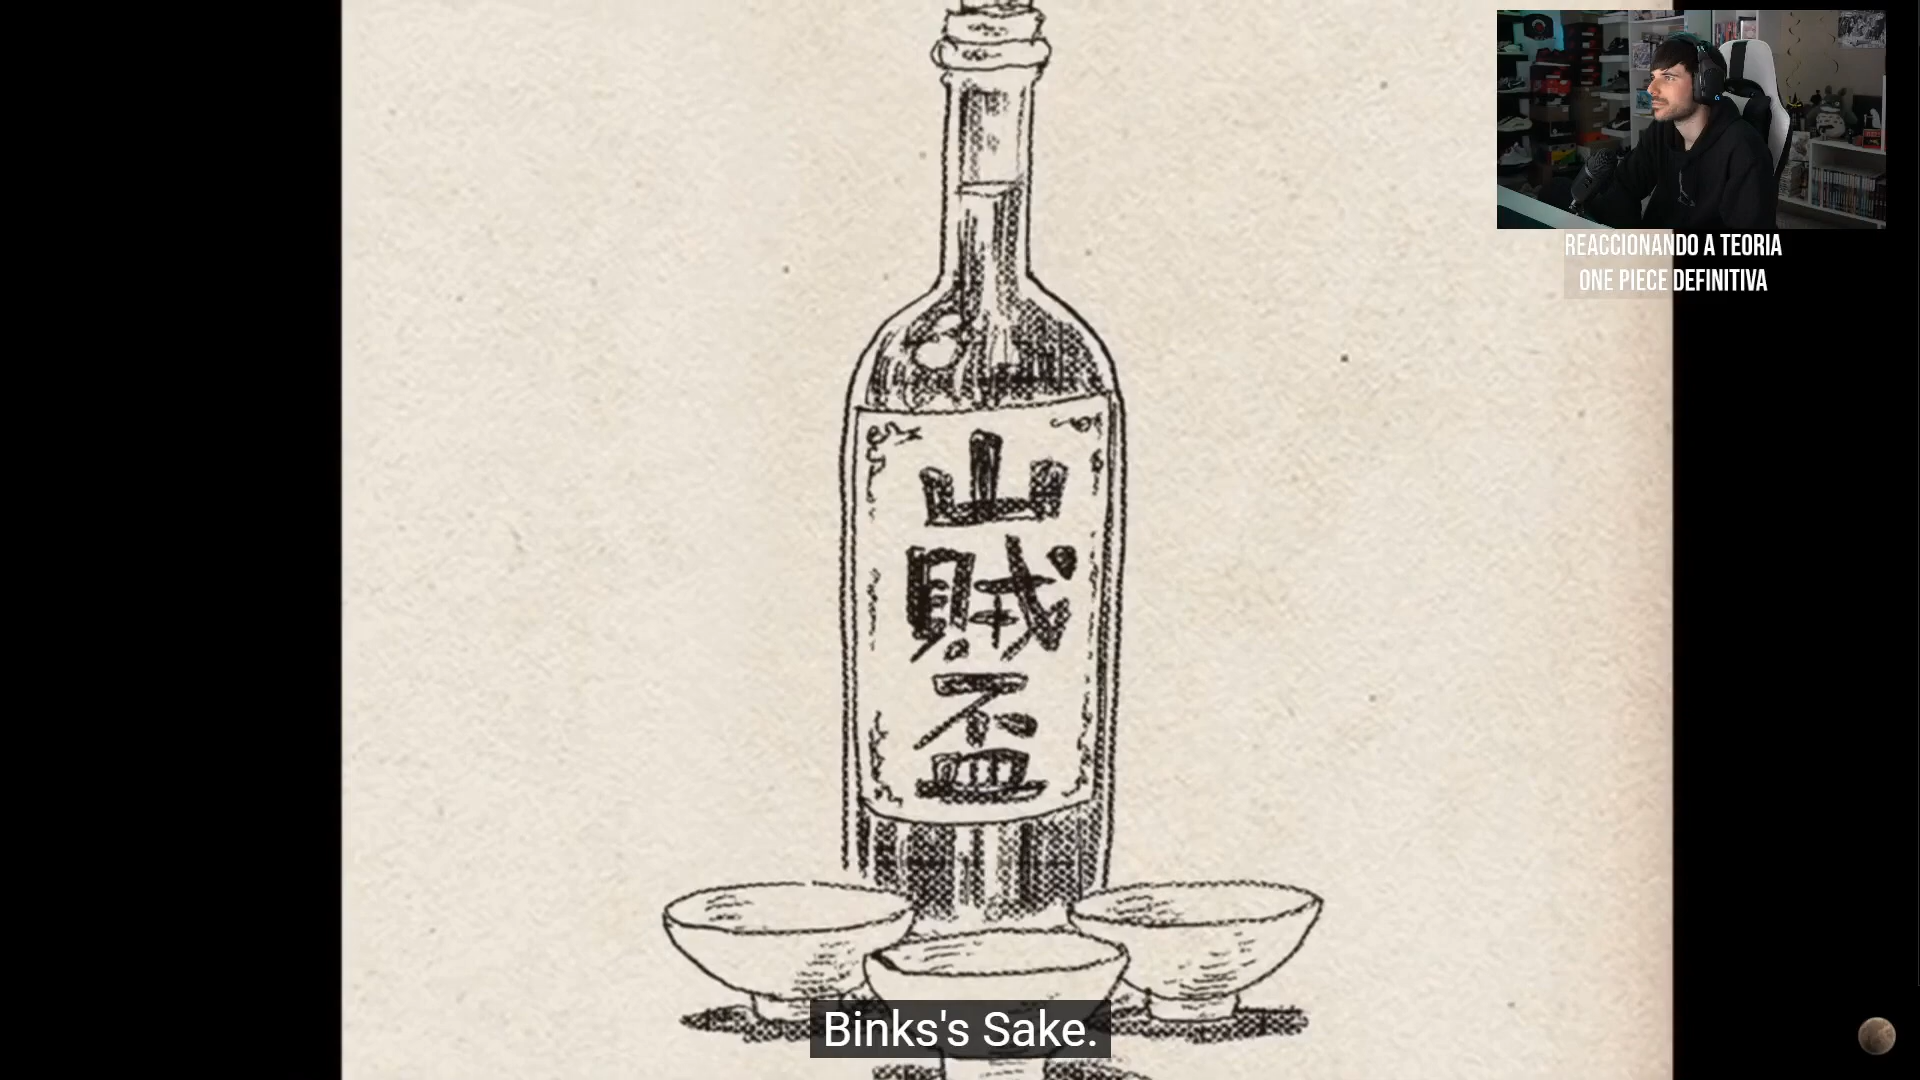 REACCIONANDO A TEORIA
ONE PIECE DEFINITIVA
山
賊
盃
Binks's Sake.